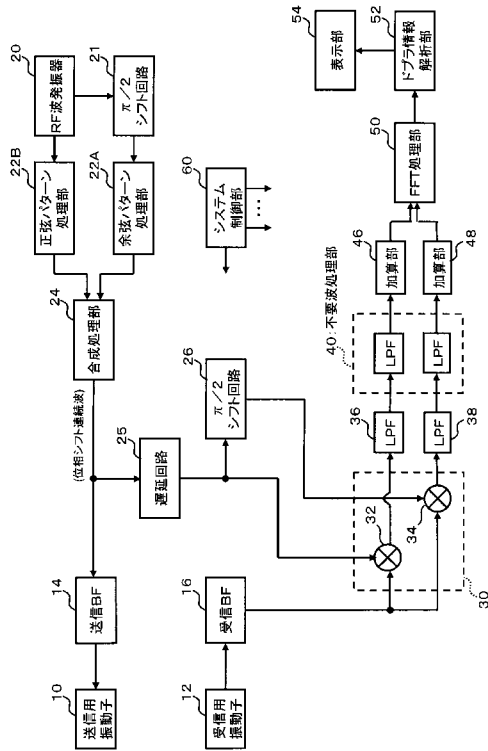 10
送信用
振動子
14
送信BF
(位相シフト連続波)
24
合成処理部
22B
正弦パターン
処理部
20
RF波発振器
22A
余弦パターン
処理部
21
π/2
シフト回路
25
遅延回路
26
π/2
シフト回路
60
システム
制御部
...
12
受信用
振動子
16
受信BF
30
32
34
36
LPF
38
LPF
40:不要波処理部
LPF
LPF
46
加算部
48
加算部
50
FFT処理部
52
ドプラ情報
解析部
54
表示部